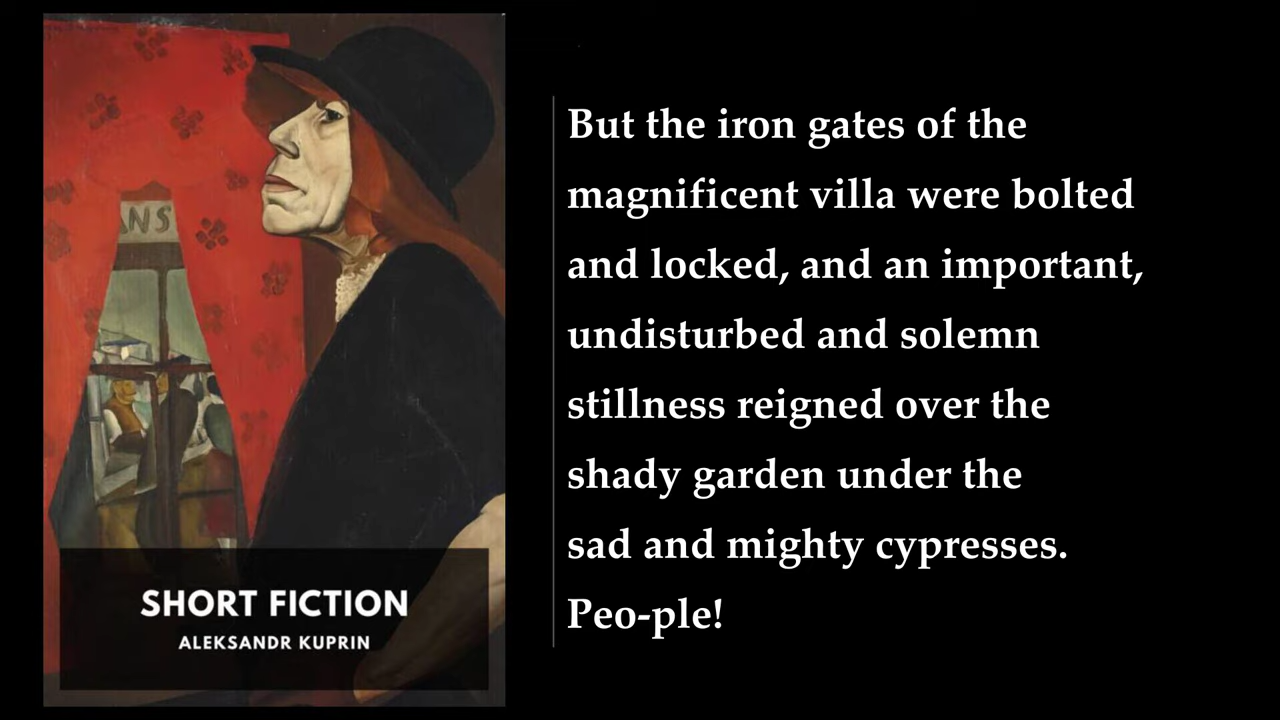 ANS
SHORT FICTION
ALEKSANDR KUPRIN
But the iron gates of the
magnificent villa were bolted
and locked, and an important,
undisturbed and solemn
stillness reigned over the
shady garden under the
sad and mighty cypresses.
Peo-ple!